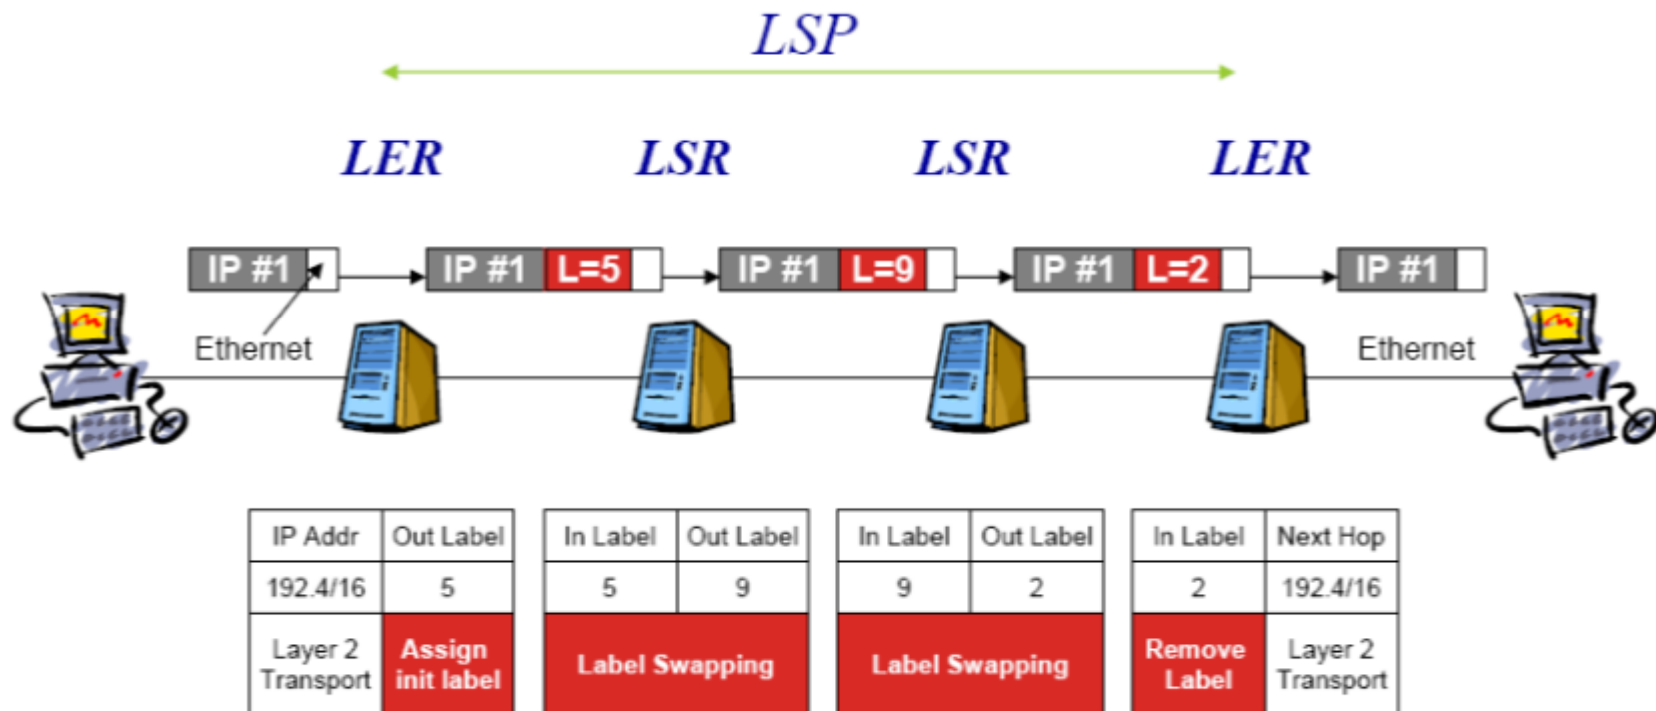 LSP
LER LSR LSR LER
IP #1 IP #1 L=5 IP #1 L=9 IP #1 L=2 IP #1
Ethernet Ethernet
IP Addr Out Label In Label Out Label In Label Out Label In Label Next Hop
192.4/16 5 5 9 9 2 2 192.4/16
Layer 2 Transport Assign init label Label Swapping Label Swapping Remove Label Layer 2 Transport